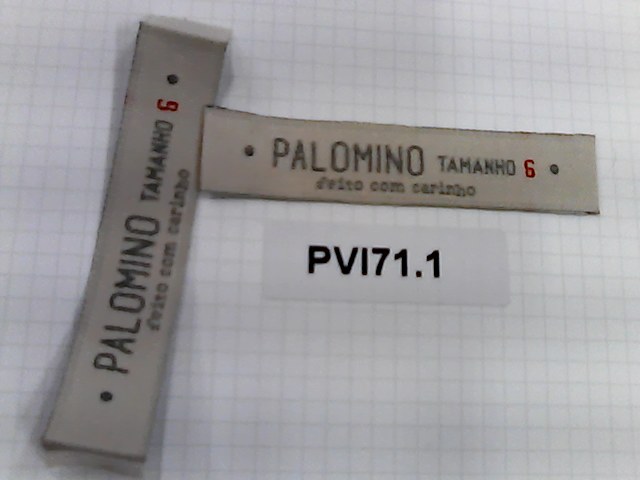 PALOMINO TAMANHO 6
feito com carinho
PALOMINO TAMANHO 6
feito com carinho
PVI71.1